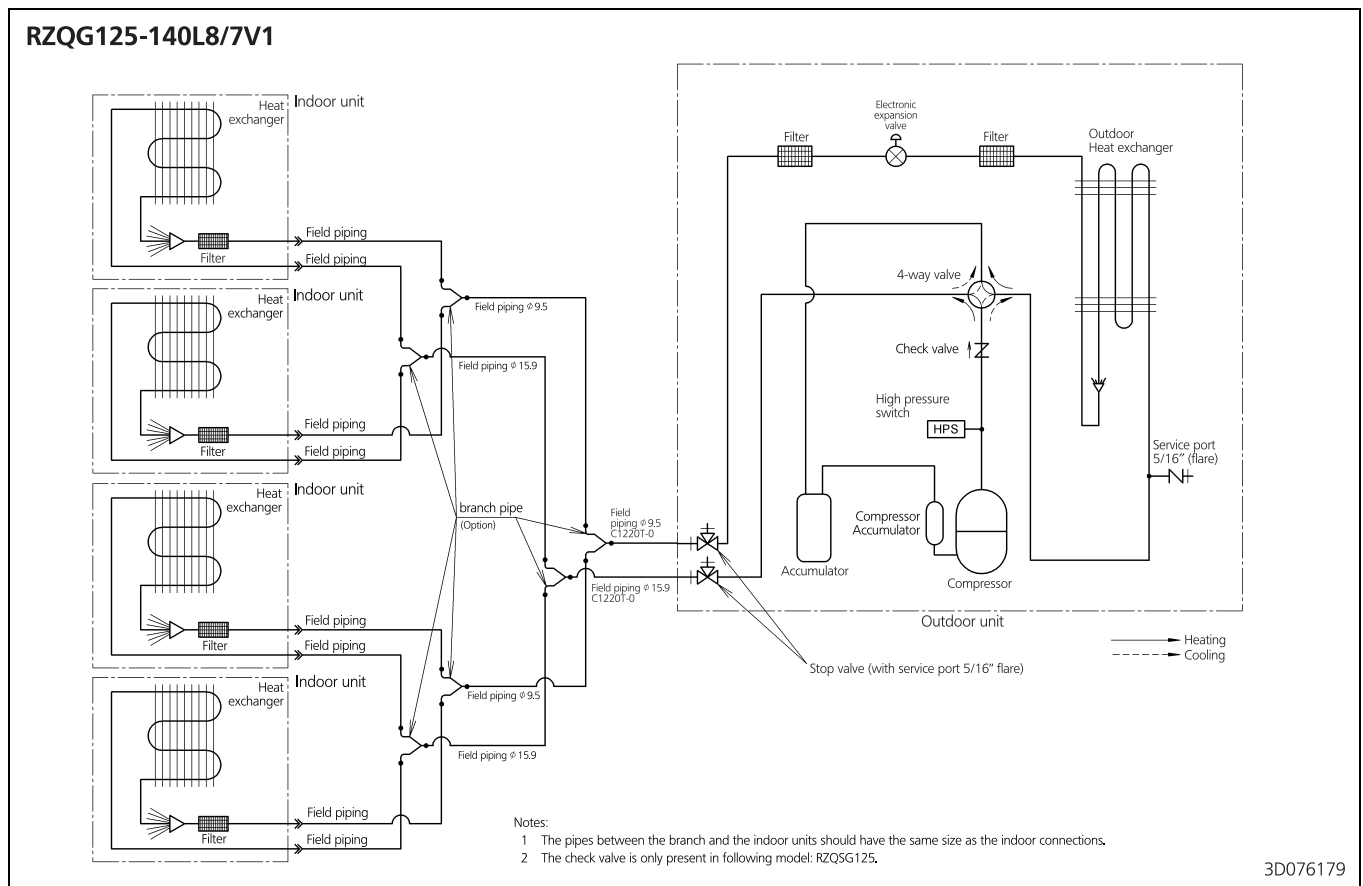 RZQG125-140L8/7V1
Heat
exchanger
Indoor unit
Filter
Field piping
Field piping
Heat
exchanger
Indoor unit
Filter
Field piping
Field piping
Heat
exchanger
Indoor unit
Filter
Field piping
Field piping
Heat
exchanger
Indoor unit
Filter
Field piping
Field piping
Field piping φ 9.5
Field piping φ 15.9
branch pipe
(Option)
Field piping φ 9.5
Field piping φ 15.9
Field
piping φ 9.5
C1220T-0
Field piping φ 15.9
C1220T-0
Filter
Electronic
expansion
valve
Filter
Outdoor
Heat exchanger
4-way valve
Check valve
High pressure
switch
HPS
Service port
5/16" (flare)
Compressor
Accumulator
Accumulator
Compressor
Outdoor unit
Stop valve (with service port 5/16" flare)
Heating
Cooling
Notes:
1 The pipes between the branch and the indoor units should have the same size as the indoor connections.
2 The check valve is only present in following model: RZQSG125.
3D076179